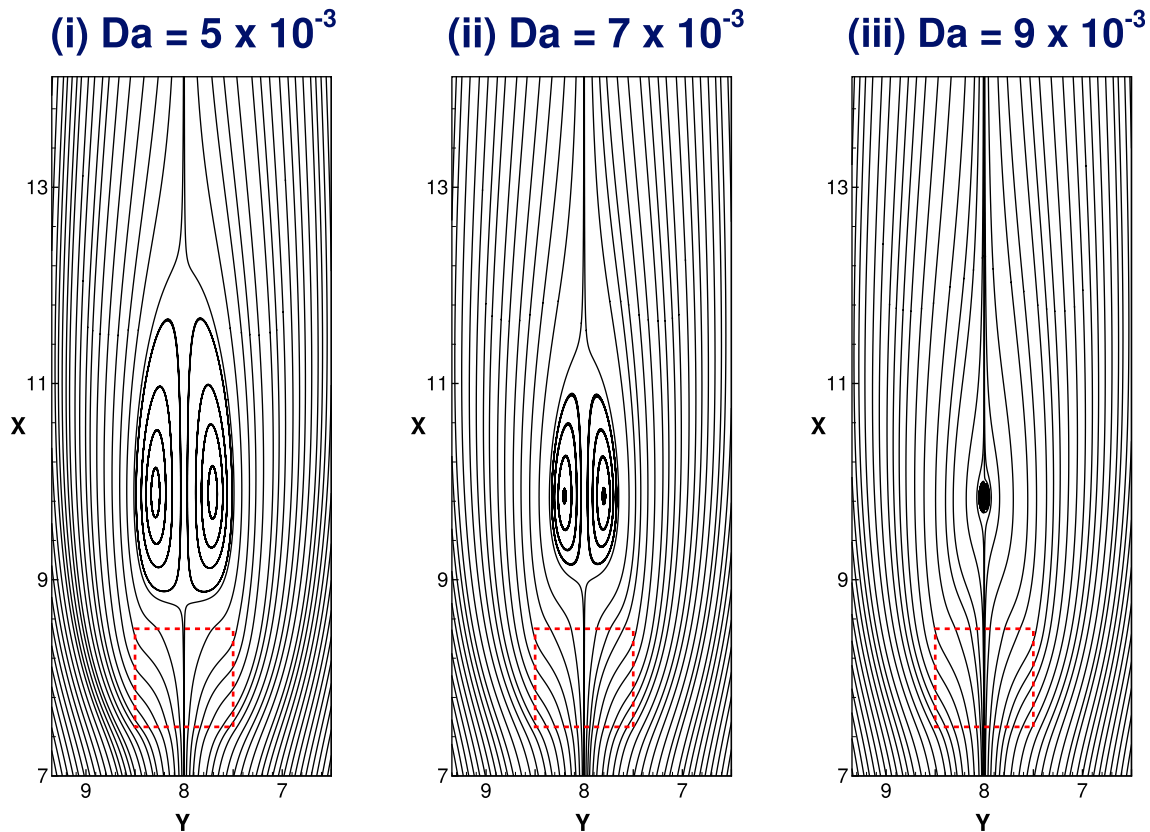 (i) Da = 5 x 10⁻³
(ii) Da = 7 x 10⁻³
(iii) Da = 9 x 10⁻³
13
11
X
9
7
9 8 7
Y
13
11
X
9
7
9 8 7
Y
13
11
X
9
7
9 8 7
Y